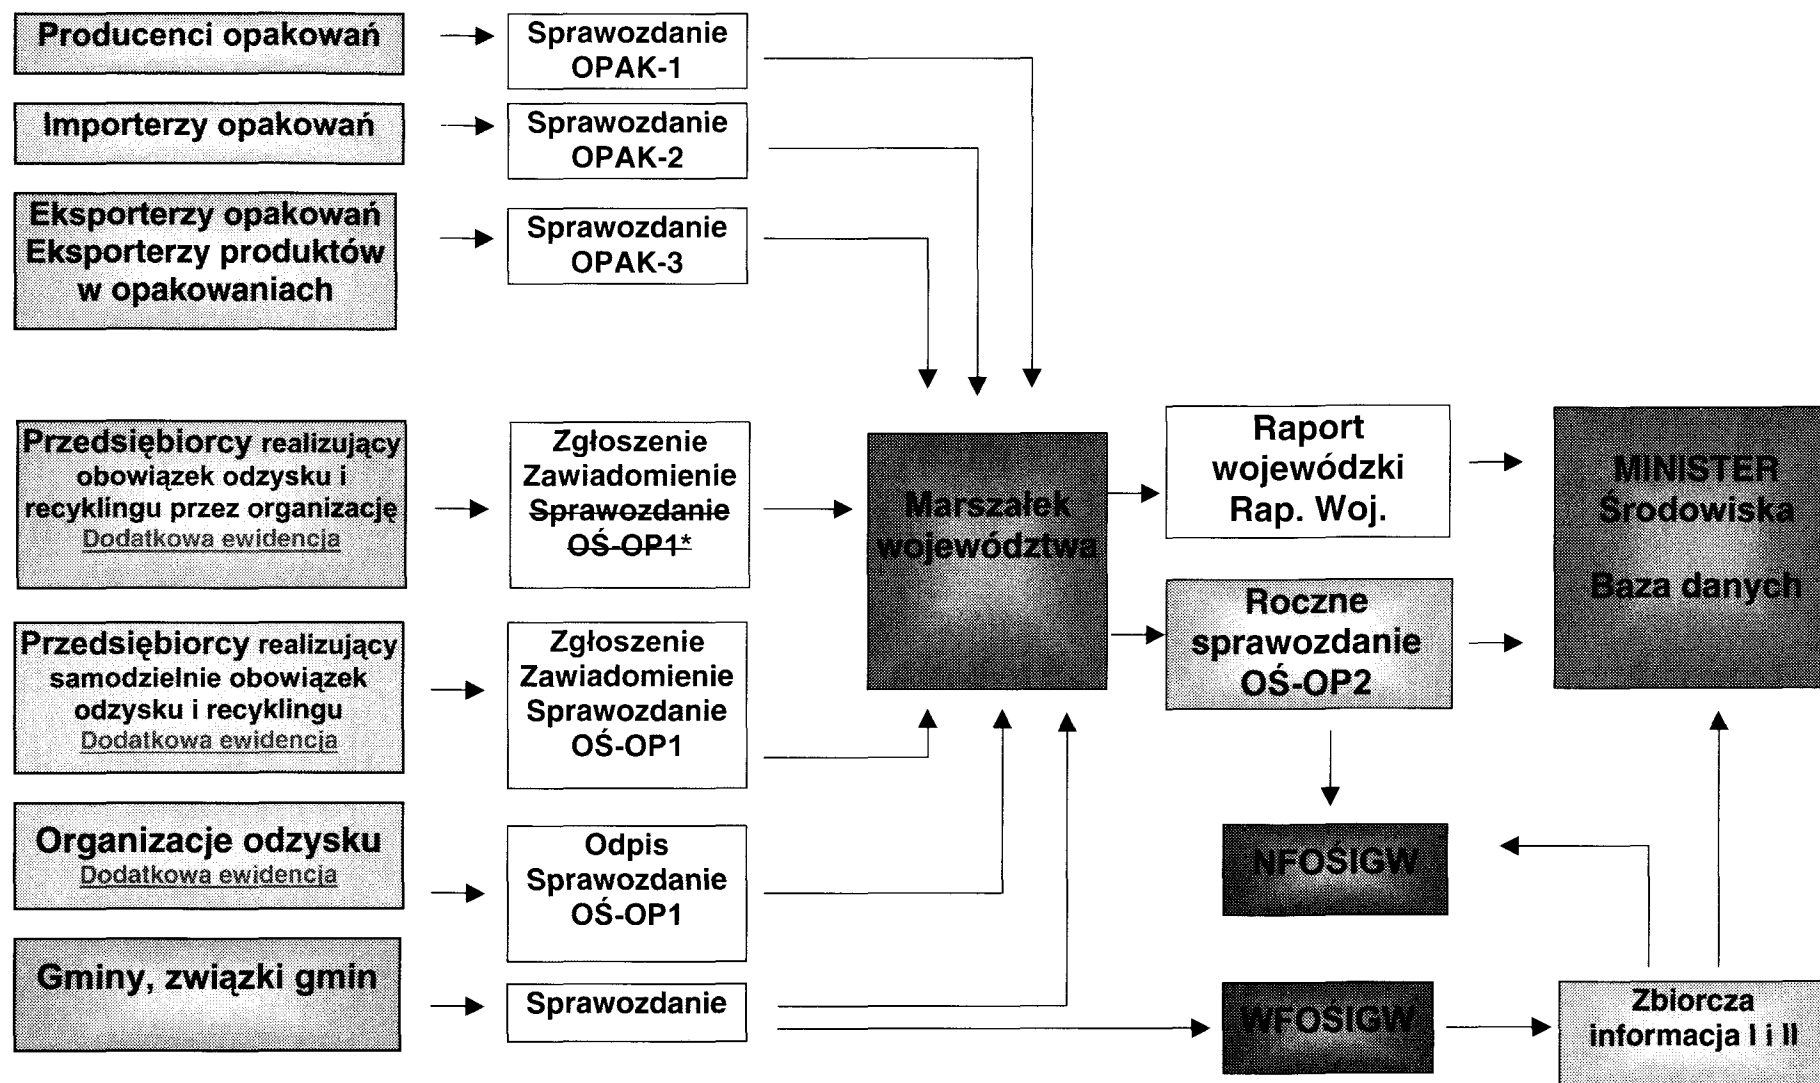 Producenci opakowań
Sprawozdanie
OPAK-1
Importerzy opakowań
Sprawozdanie
OPAK-2
Eksporterzy opakowań
Eksporterzy produktów
w opakowaniach
Sprawozdanie
OPAK-3
Przedsiębiorcy realizujący
obowiązek odzysku i
recyklingu przez organizację
Dodatkowa ewidencja
Zgłoszenie
Zawiadomienie
Sprawozdanie
OŚ-OP1*
Marszałek
województwa
Raport
wojewódzki
Rap. Woj.
MINISTER
Środowiska
Baza danych
Roczne
sprawozdanie
OŚ-OP2
Przedsiębiorcy realizujący
samodzielnie obowiązek
odzysku i recyklingu
Dodatkowa ewidencja
Zgłoszenie
Zawiadomienie
Sprawozdanie
OŚ-OP1
Organizacje odzysku
Dodatkowa ewidencja
Odpis
Sprawozdanie
OŚ-OP1
NFOŚIGW
Gminy, związki gmin
Sprawozdanie
WFOŚIGW
Zbiorcza
informacja I i II